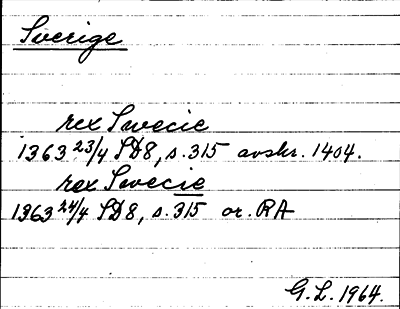 Sverige
rex Swecie
1363 23/4 SD8, s. 315 avskr. 1404.
rex Swecie
1363 24/4 SD8, s. 315 or. RA
G. L. 1964.